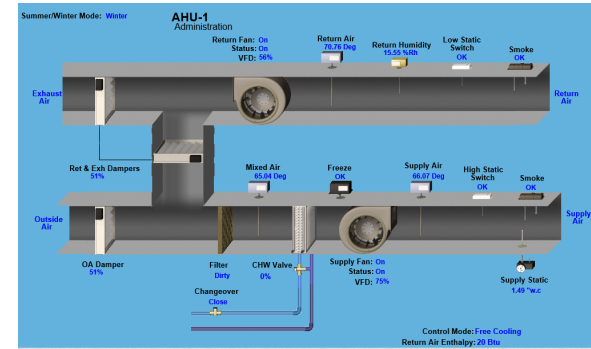 Summer/Winter Mode: Winter
AHU-1
Administration
Return Fan: On
Status: On
VFD: 56%
Return Air
70.76 Deg
Return Humidity
15.55 %Rh
Low Static
Switch
OK
Smoke
OK
Exhaust
Air
Return
Air
Ret & Exh Dampers
51%
Mixed Air
65.04 Deg
Freeze
OK
Supply Air
66.07 Deg
High Static
Switch
OK
Smoke
OK
Outside
Air
Supply
Air
OA Damper
51%
Filter
Dirty
CHW Valve
0%
Supply Fan: On
Status: On
VFD: 75%
Supply Static
1.49 "w.c
Changeover
Close
Control Mode: Free Cooling
Return Air Enthalpy: 20 Btu